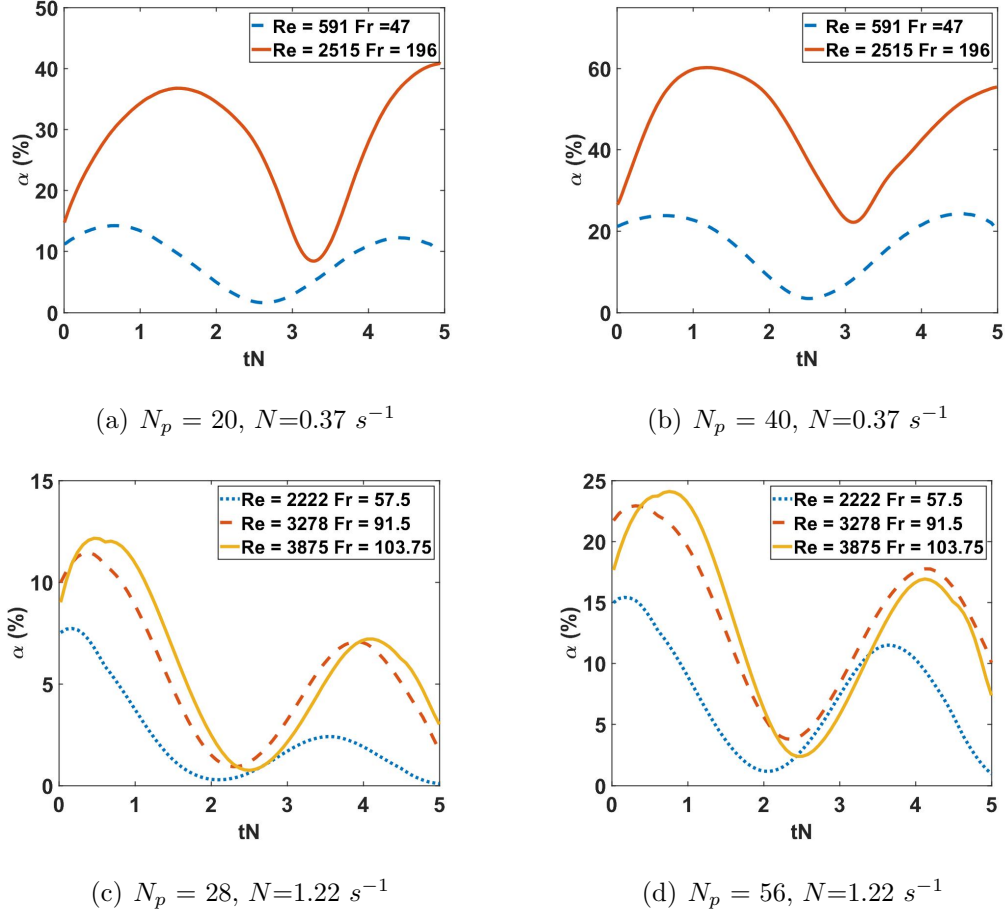 50
40
30
20
10
0
α (%)
0 1 2 3 4 5
tN
Re = 591 Fr =47
Re = 2515 Fr = 196
(a) N_p = 20, N=0.37 s^{-1}
60
40
20
0
α (%)
0 1 2 3 4 5
tN
Re = 591 Fr =47
Re = 2515 Fr = 196
(b) N_p = 40, N=0.37 s^{-1}
15
10
5
0
α (%)
0 1 2 3 4 5
tN
Re = 2222 Fr = 57.5
Re = 3278 Fr = 91.5
Re = 3875 Fr = 103.75
(c) N_p = 28, N=1.22 s^{-1}
25
20
15
10
5
0
α (%)
0 1 2 3 4 5
tN
Re = 2222 Fr = 57.5
Re = 3278 Fr = 91.5
Re = 3875 Fr = 103.75
(d) N_p = 56, N=1.22 s^{-1}